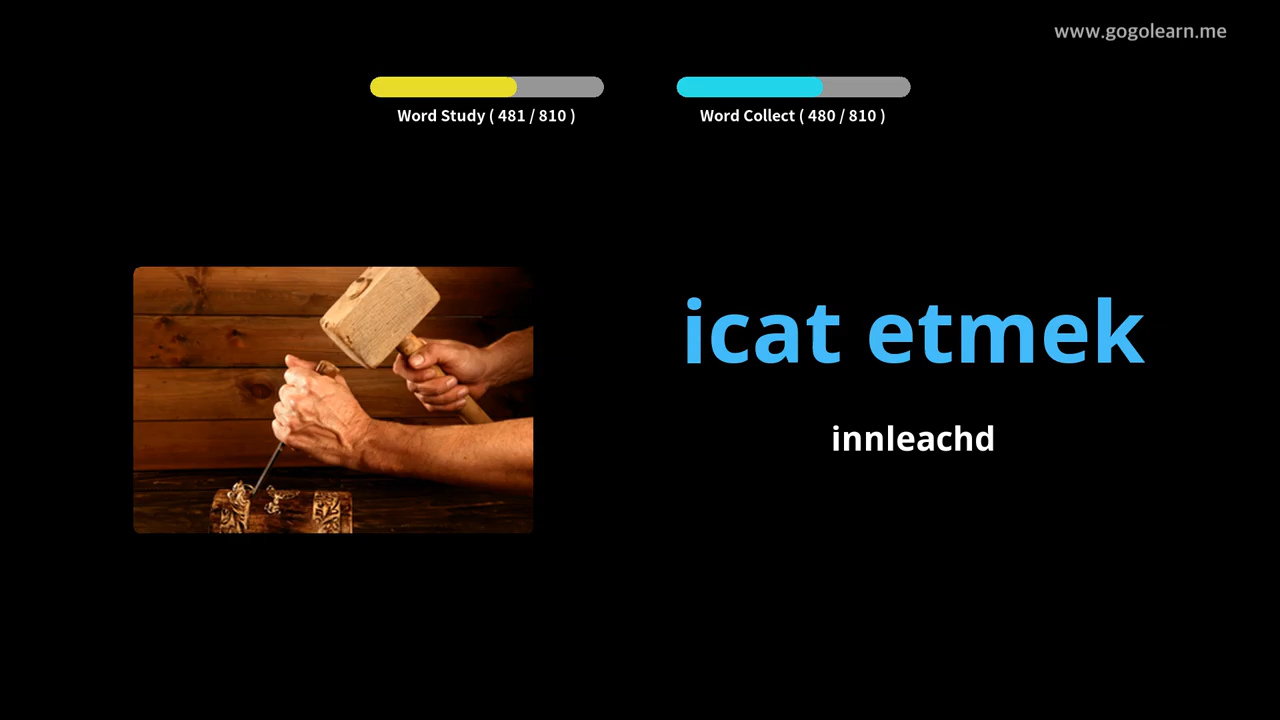 www.gogolearn.me
Word Study ( 481 / 810 )
Word Collect ( 480 / 810 )
icat etmek
innleachd